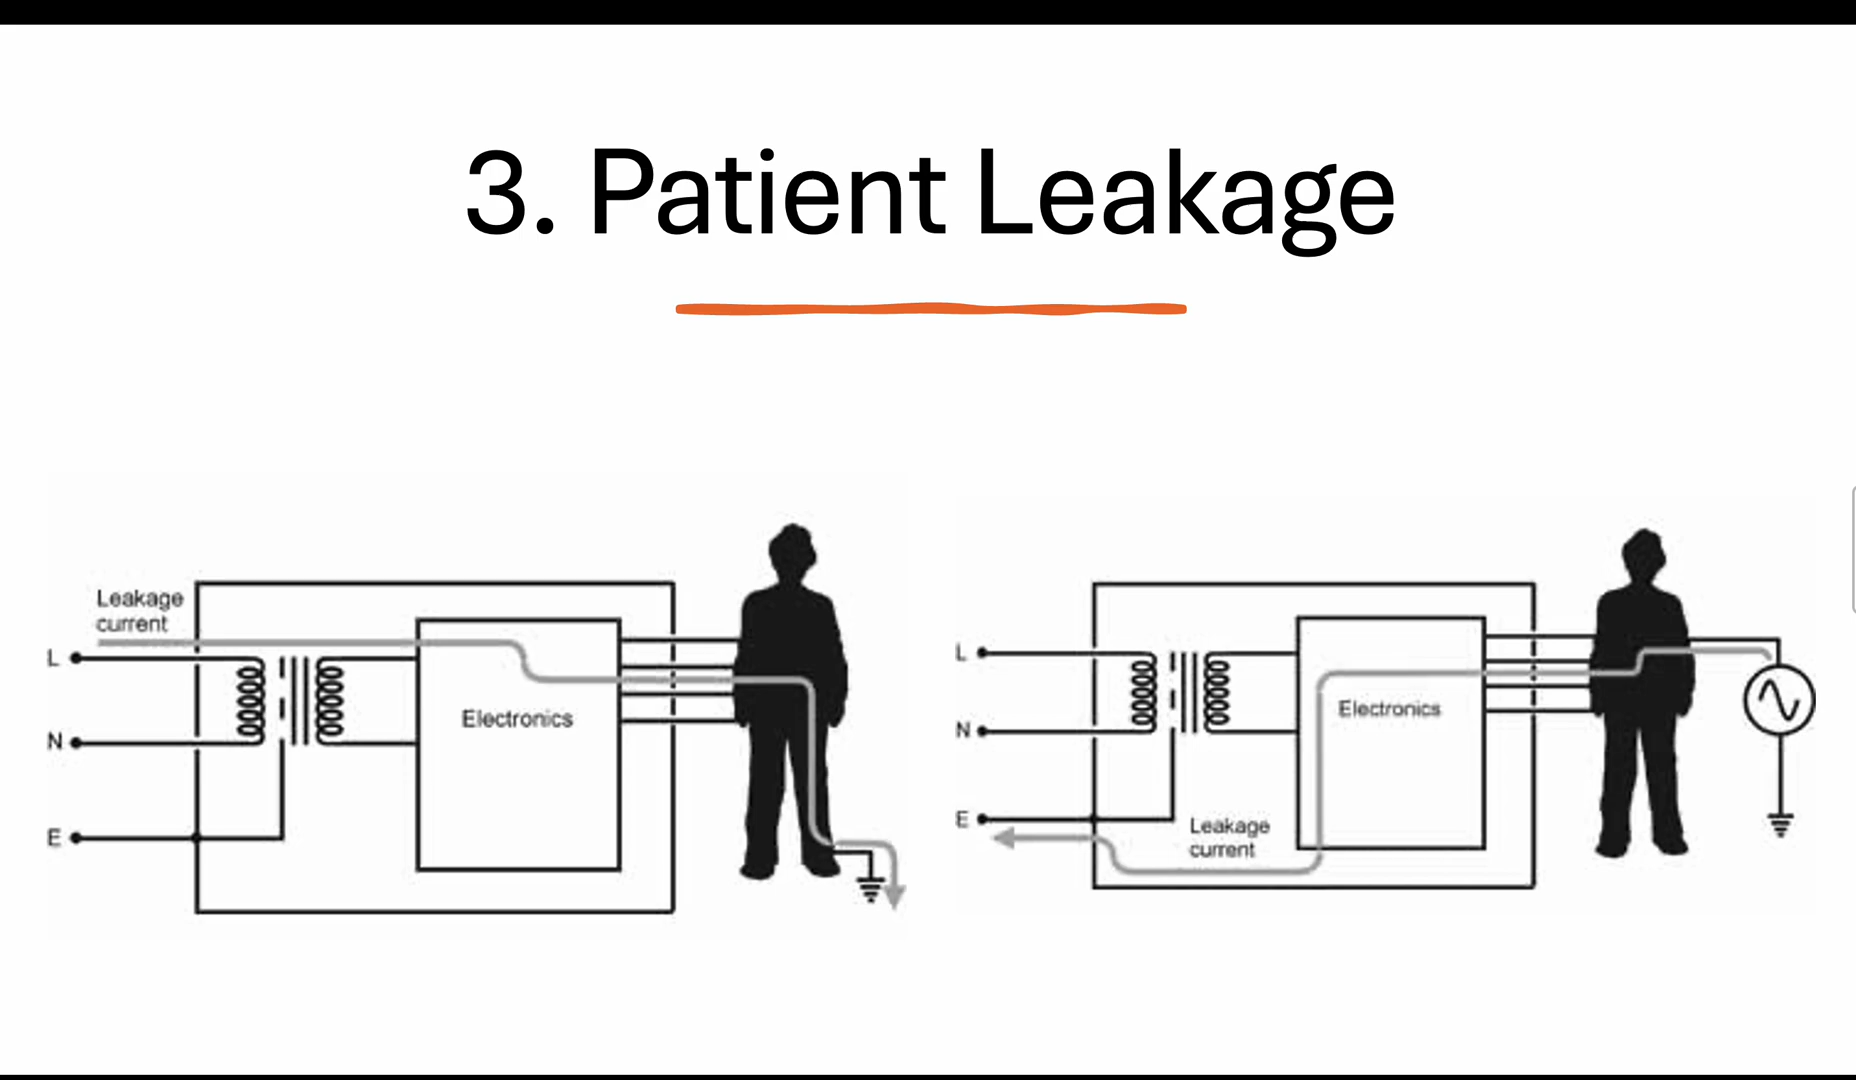 3. Patient Leakage
Leakage
current
L
N
E
Electronics
L
N
E
Electronics
Leakage
current